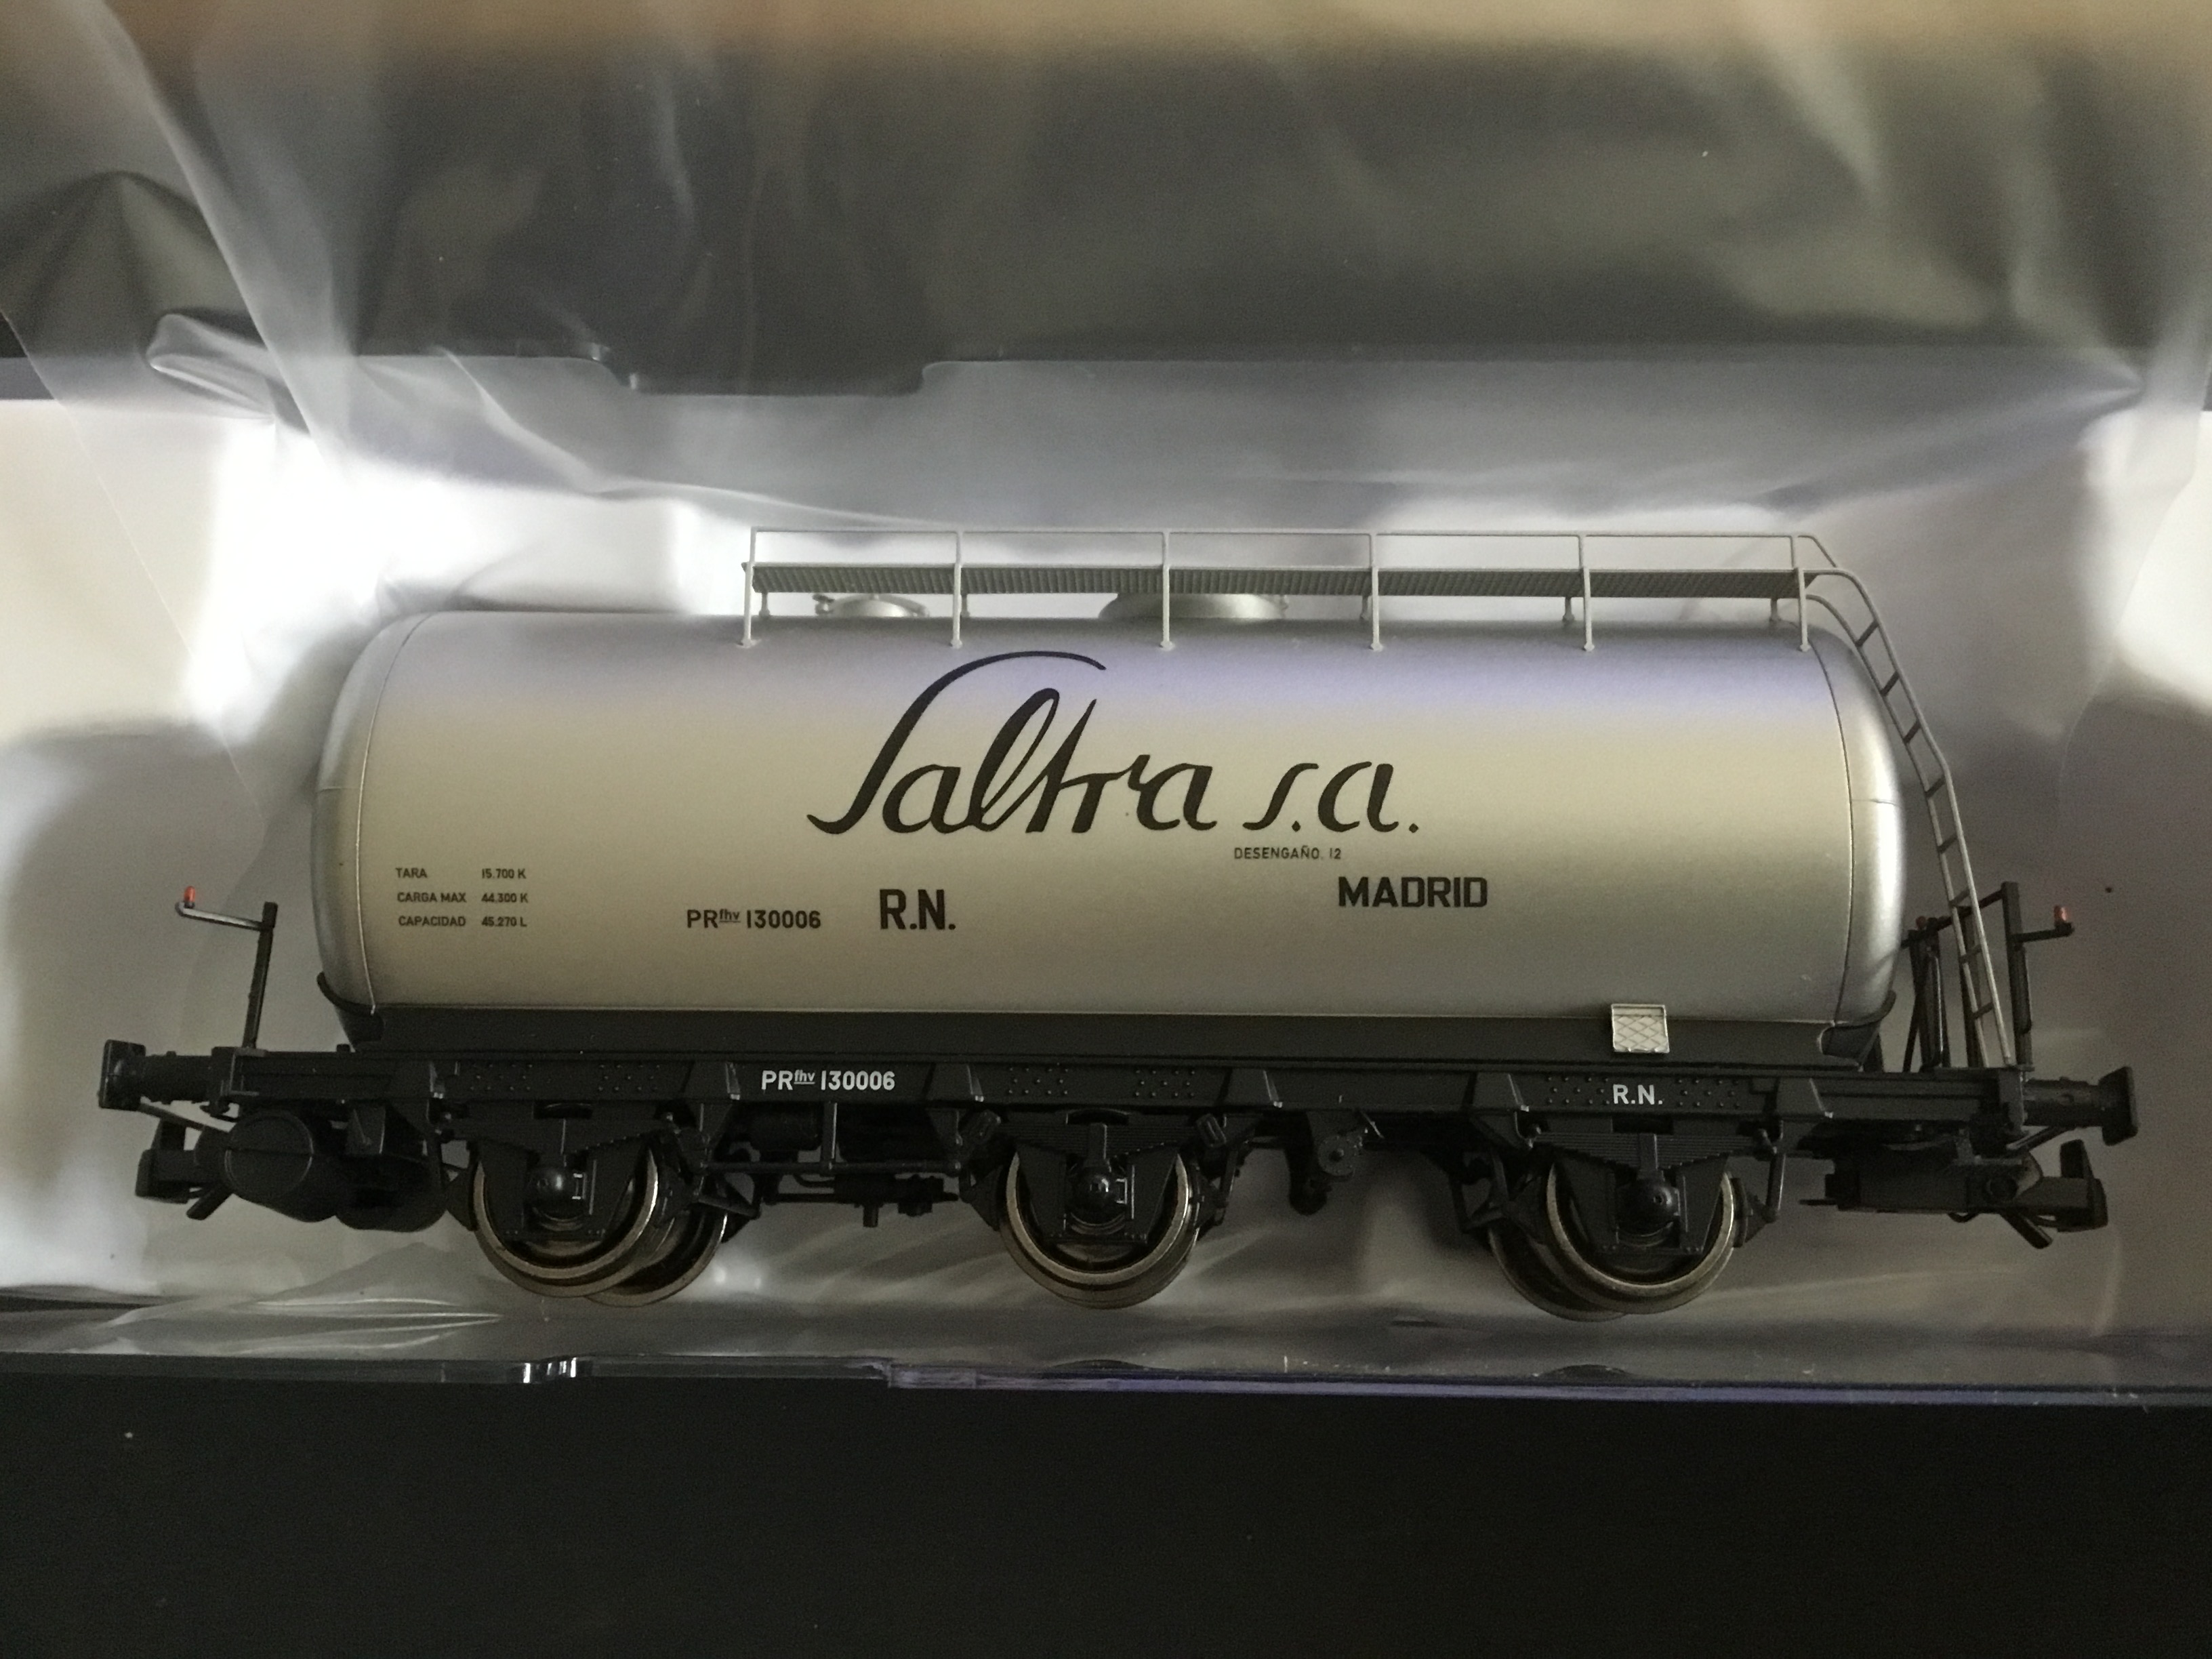 Saltra s.a.
DESENGAÑO, 12
MADRID
TARA 15.700 K
CARGA MAX 44.300 K
CAPACIDAD 45.270 L
PRfhv 130006 R.N.
PRfhv 130006 R.N.